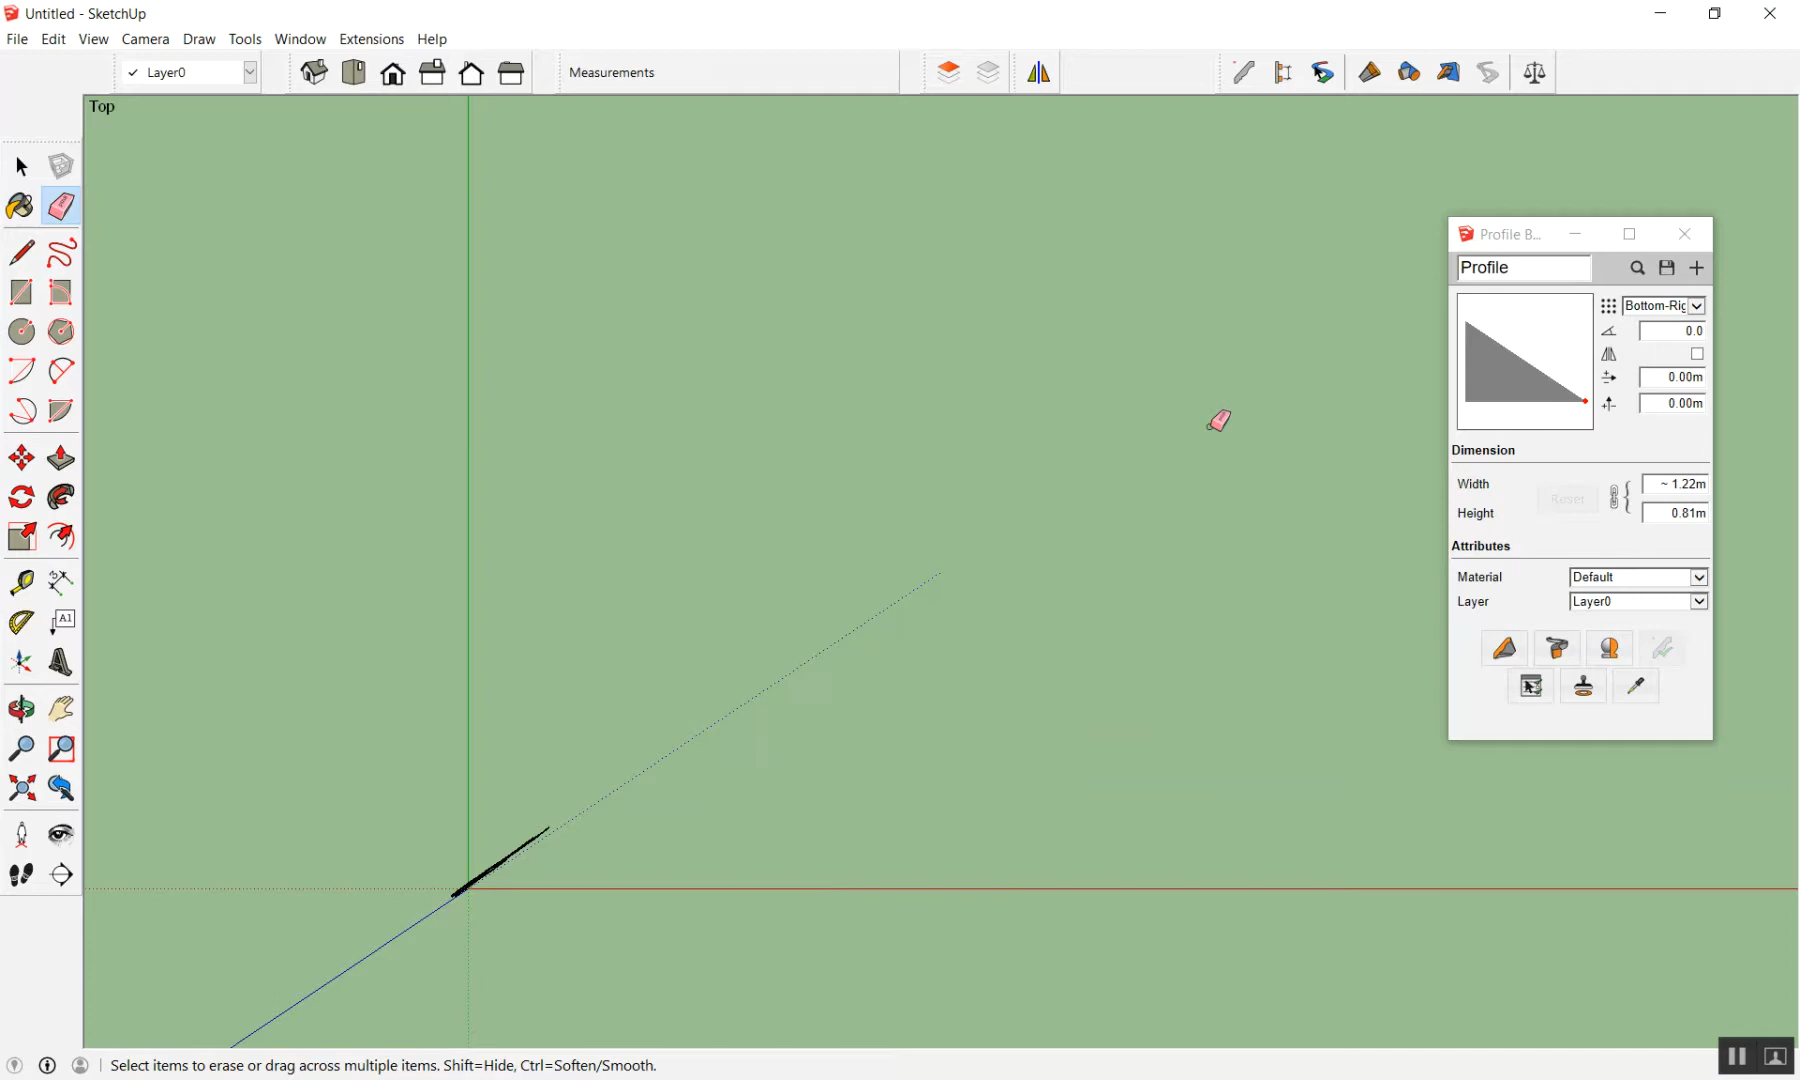 Untitled - SketchUp
File Edit View Camera Draw Tools Window Extensions Help
Layer0
Measurements
Top
A1
Profile B...
Profile
Bottom-Rig
0.0
0.00m
0.00m
Dimension
Width ~ 1.22m
Reset
Height 0.81m
Attributes
Material Default
Layer Layer0
Select items to erase or drag across multiple items. Shift=Hide, Ctrl=Soften/Smooth.